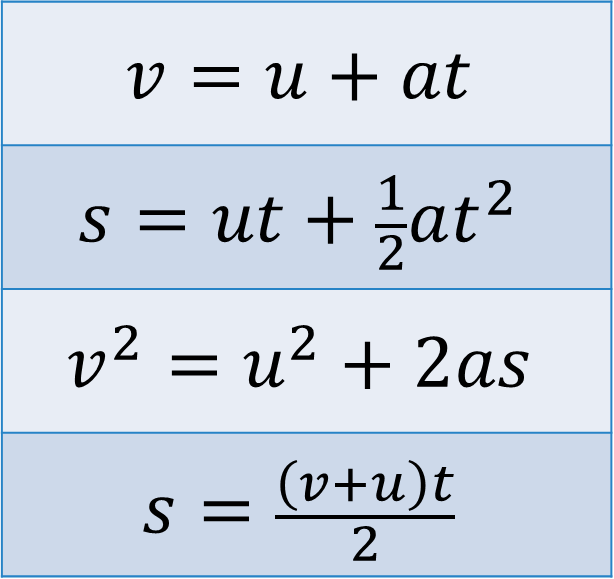 v = u + at
s = ut + ½at²
v² = u² + 2as
s = (v+u)t/2